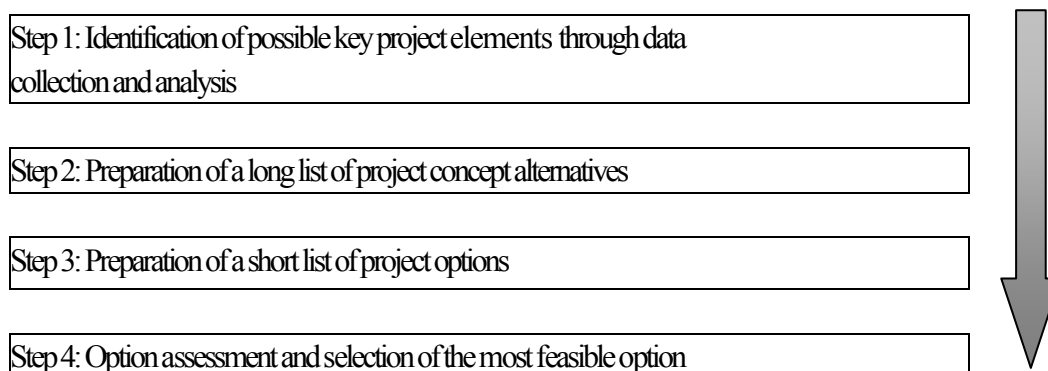 Step 1: Identification of possible key project elements through data
collection and analysis
Step 2: Preparation of a long list of project concept alternatives
Step 3: Preparation of a short list of project options
Step 4: Option assessment and selection of the most feasible option